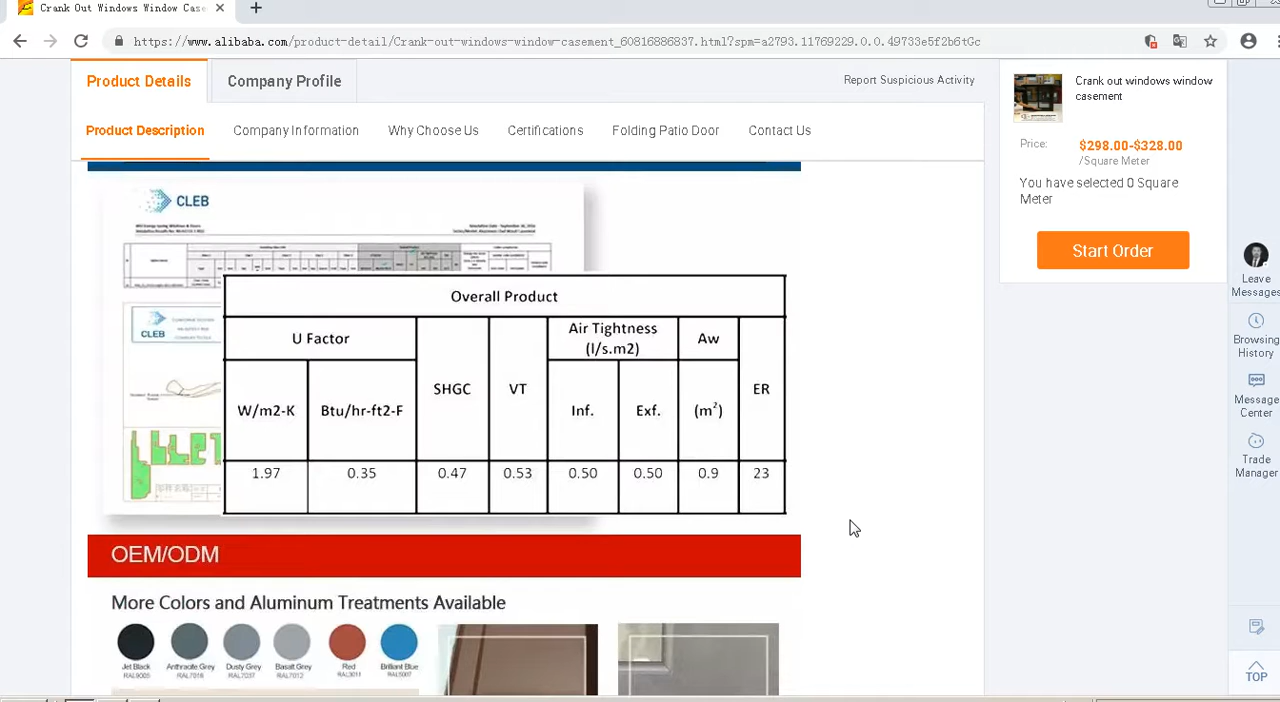 Crank Out Windows Window Case
https://www.alibaba.com/product-detail/Crank-out-windows-window-casement_60816886837.html?spm=a2793.11769229.0.0.49733e5f2b6tGc
Product Details
Company Profile
Report Suspicious Activity
Product Description
Company Information
Why Choose Us
Certifications
Folding Patio Door
Contact Us
Crank out windows window
casement
Price:
$298.00-$328.00
/Square Meter
You have selected 0 Square
Meter
Start Order
Leave
Messages
Browsing
History
Message
Center
Trade
Manager
TOP
CLEB
CLEB
Overall Product
U Factor
SHGC
VT
Air Tightness
(l/s.m2)
Aw
ER
W/m2-K
Btu/hr-ft2-F
Inf.
Exf.
(m²)
1.97
0.35
0.47
0.53
0.50
0.50
0.9
23
OEM/ODM
More Colors and Aluminum Treatments Available
Jet Black
RAL9005
Anthracite Grey
RAL7016
Dusty Grey
RAL7037
Basalt Grey
RAL7012
Red
RAL3011
Brilliant Blue
RAL5007